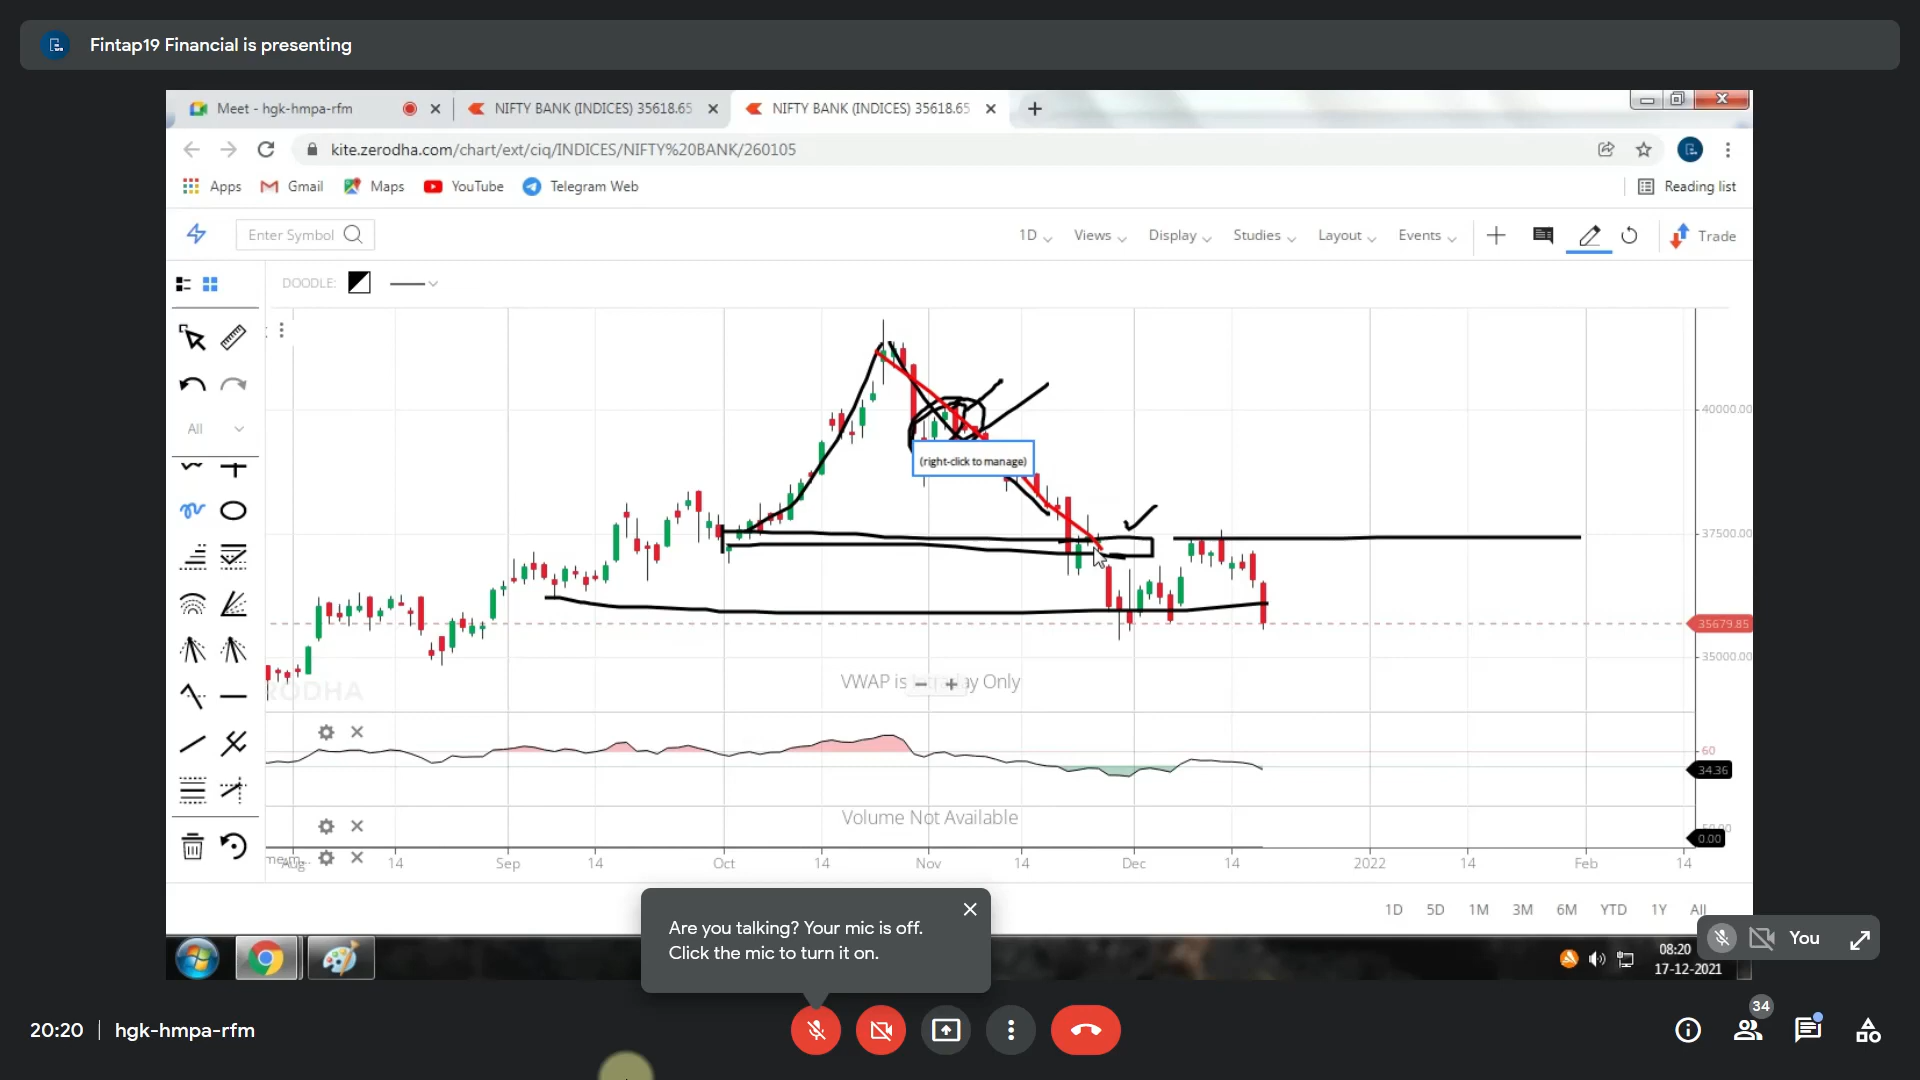 Fintap19 Financial is presenting
Meet - hgk-hmpa-rfm
NIFTY BANK (INDICES) 35618.65
NIFTY BANK (INDICES) 35618.65
kite.zerodha.com/chart/ext/ciq/INDICES/NIFTY%20BANK/260105
Apps Gmail Maps YouTube Telegram Web Reading list
Enter Symbol 1D Views Display Studies Layout Events Trade
DOODLE:
All
40000.00
(right-click to manage)
37500.00
35679.85
35000.00
RODHA
VWAP is Intraday Only
60
34.36
Volume Not Available
0.00
Aug 14 Sep 14 Oct 14 Nov 14 Dec 14 2022 14 Feb 14
1D 5D 1M 3M 6M YTD 1Y All
Are you talking? Your mic is off.
Click the mic to turn it on.
You
08:20
17-12-2021
34
20:20 | hgk-hmpa-rfm